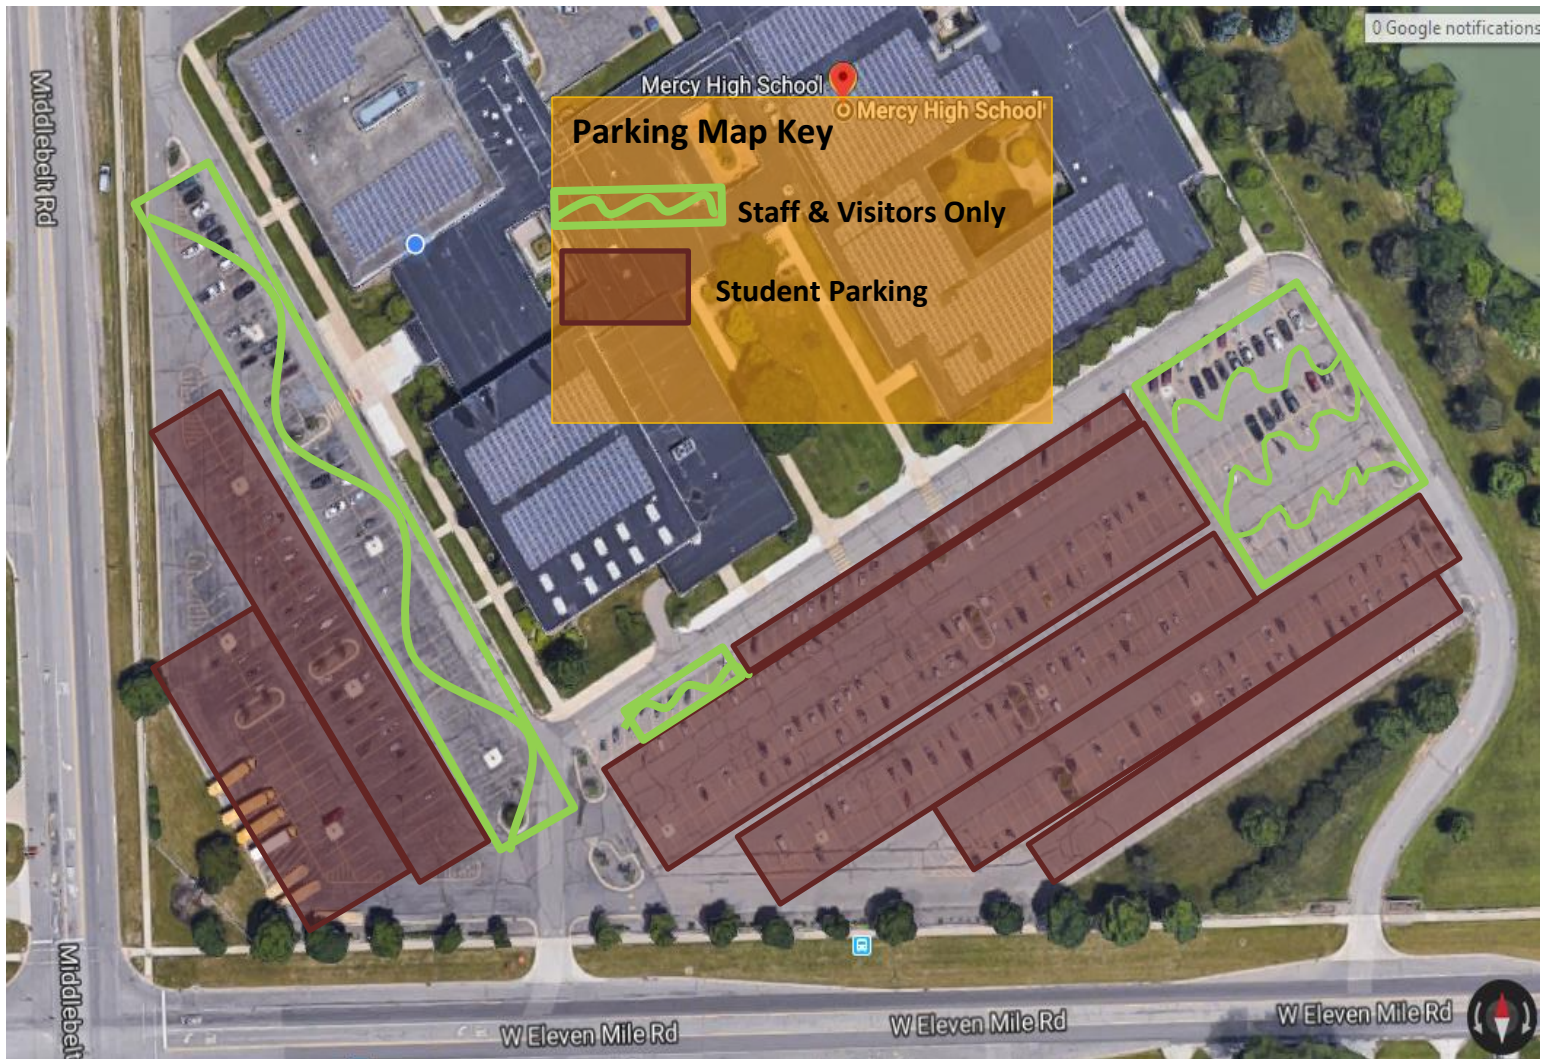 0 Google notifications
Middlebelt Rd
Mercy High School
Mercy High School
Parking Map Key
Staff & Visitors Only
Student Parking
Middlebelt
W Eleven Mile Rd
W Eleven Mile Rd
W Eleven Mile Rd